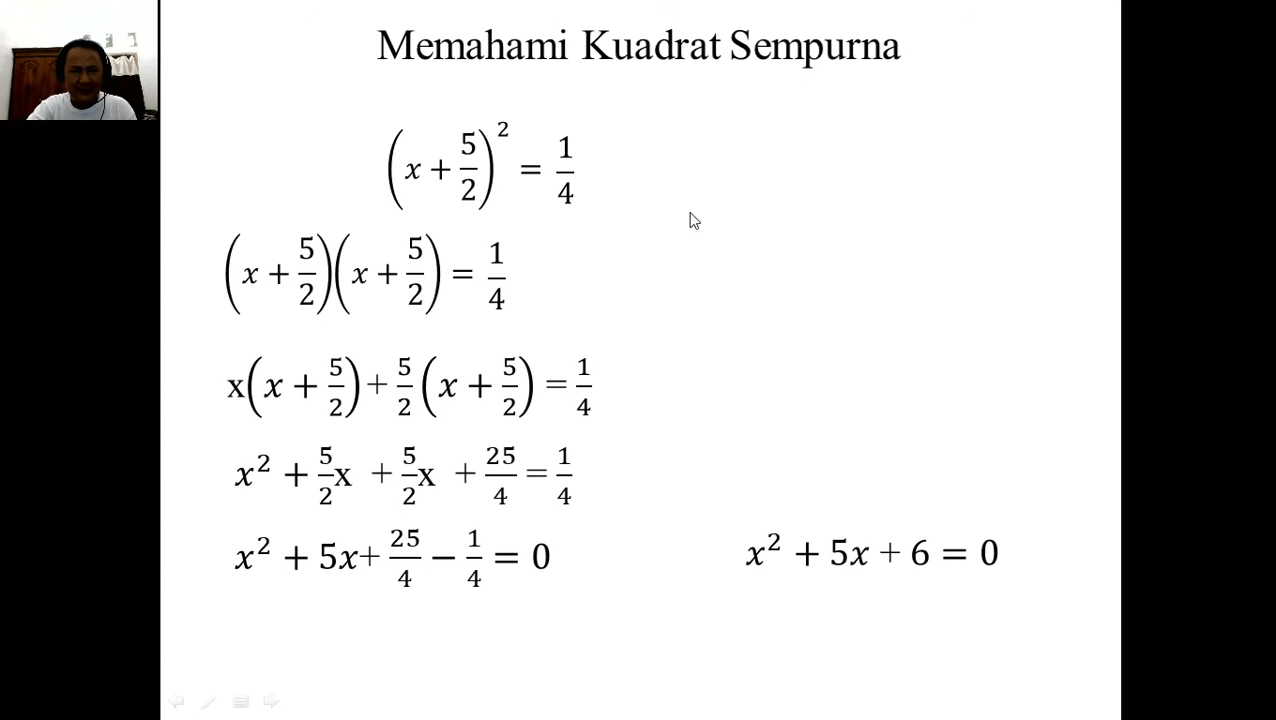 Memahami Kuadrat Sempurna
(x + 5/2)² = 1/4
(x + 5/2)(x + 5/2) = 1/4
x(x + 5/2) + 5/2 (x + 5/2) = 1/4
x² + 5/2 x + 5/2 x + 25/4 = 1/4
x² + 5x + 25/4 − 1/4 = 0
x² + 5x + 6 = 0